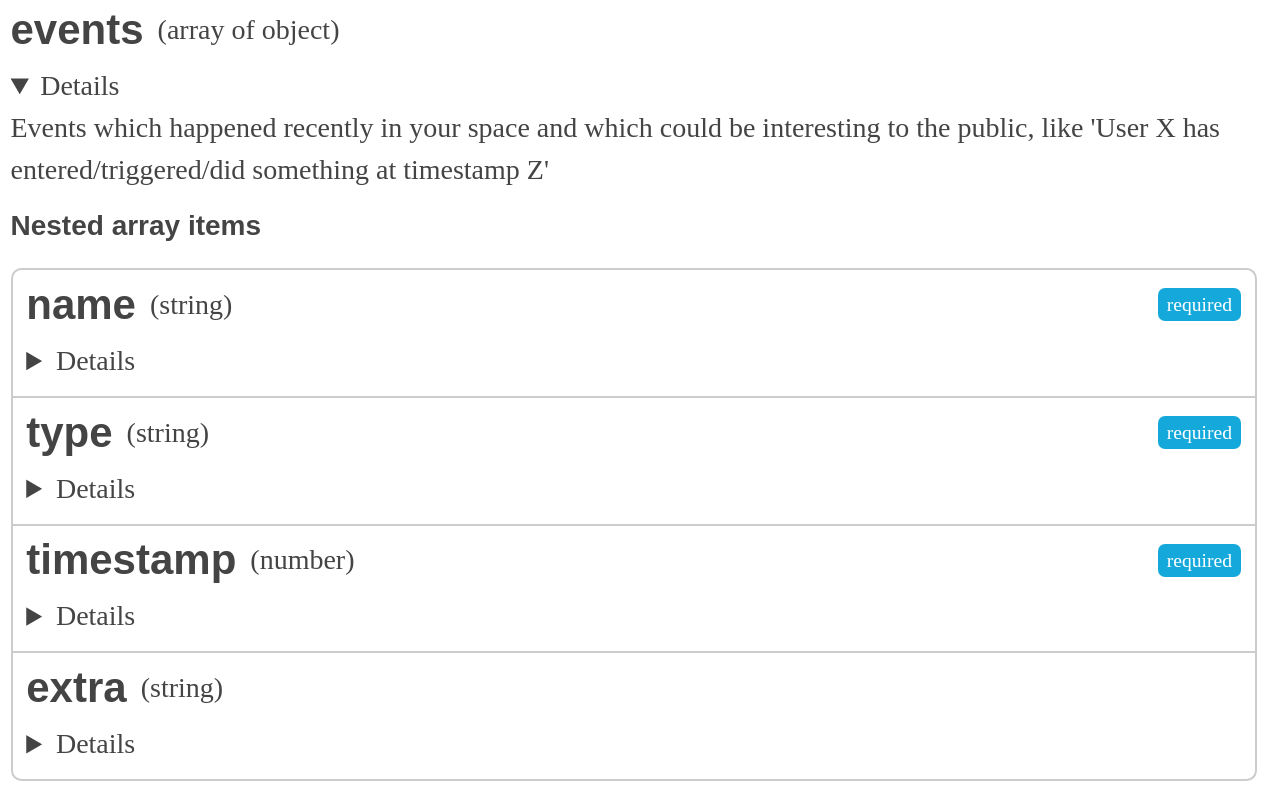 events (array of object)
▼ Details
Events which happened recently in your space and which could be interesting to the public, like 'User X has
entered/triggered/did something at timestamp Z'
Nested array items
name (string) required
▶ Details
type (string) required
▶ Details
timestamp (number) required
▶ Details
extra (string)
▶ Details